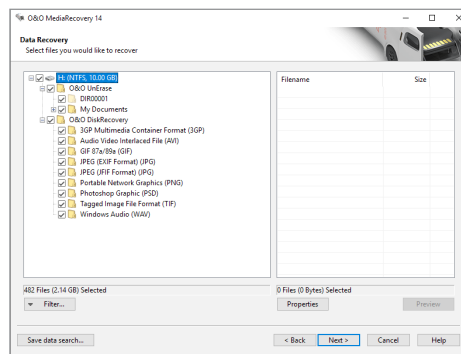 O&O MediaRecovery 14
Data Recovery
Select files you would like to recover
H: (NTFS, 10.00 GB)
O&O UnErase
DIR00001
My Documents
O&O DiskRecovery
3GP Multimedia Container Format (3GP)
Audio Video Interlaced File (AVI)
GIF 87a/89a (GIF)
JPEG (EXIF Format) (JPG)
JPEG (JFIF Format) (JPG)
Portable Network Graphics (PNG)
Photoshop Graphic (PSD)
Tagged Image File Format (TIF)
Windows Audio (WAV)
Filename Size
482 Files (2.14 GB) Selected
0 Files (0 Bytes) Selected
Filter...
Properties
Preview
Save data search...
< Back
Next >
Cancel
Help